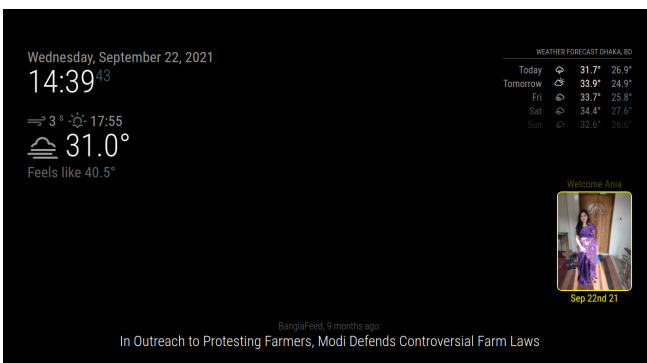 Wednesday, September 22, 2021
14:39 43
3 S 17:55
31.0°
Feels like 40.5°
WEATHER FORECAST DHAKA, BD
Today 31.7° 26.9°
Tomorrow 33.9° 24.9°
Fri 33.7° 25.8°
Sat 34.4° 27.6°
Sun 32.6° 26.6°
Welcome Ania
Sep 22nd 21
BanglaFeed, 9 months ago:
In Outreach to Protesting Farmers, Modi Defends Controversial Farm Laws